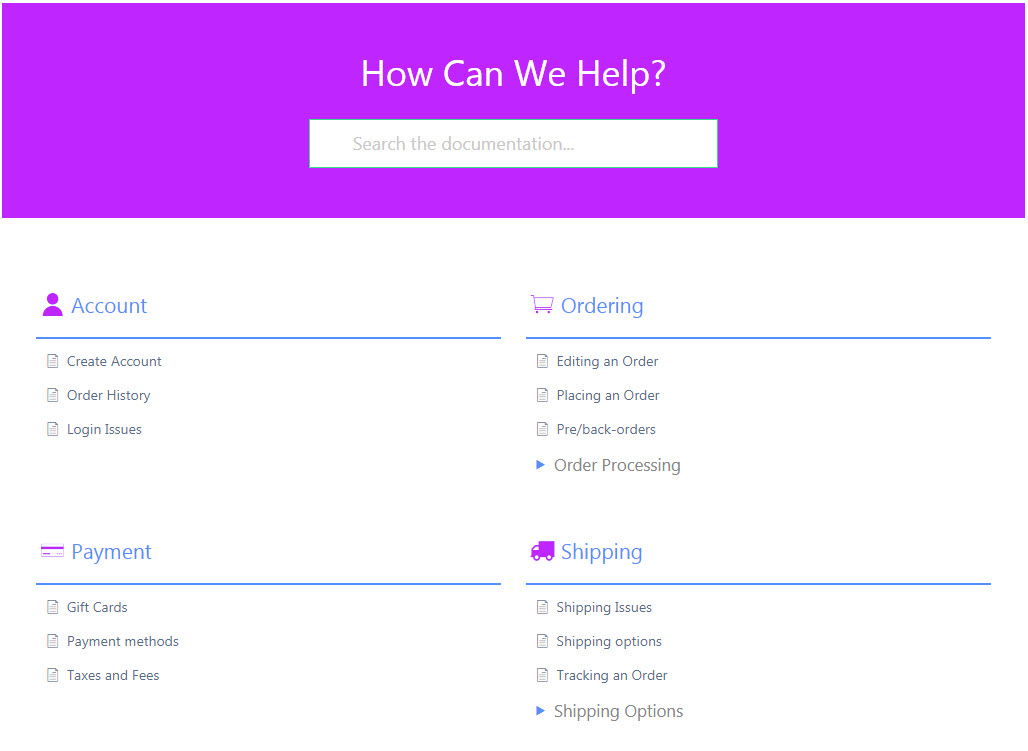 How Can We Help?
Search the documentation...
Account
Create Account
Order History
Login Issues
Ordering
Editing an Order
Placing an Order
Pre/back-orders
Order Processing
Payment
Gift Cards
Payment methods
Taxes and Fees
Shipping
Shipping Issues
Shipping options
Tracking an Order
Shipping Options